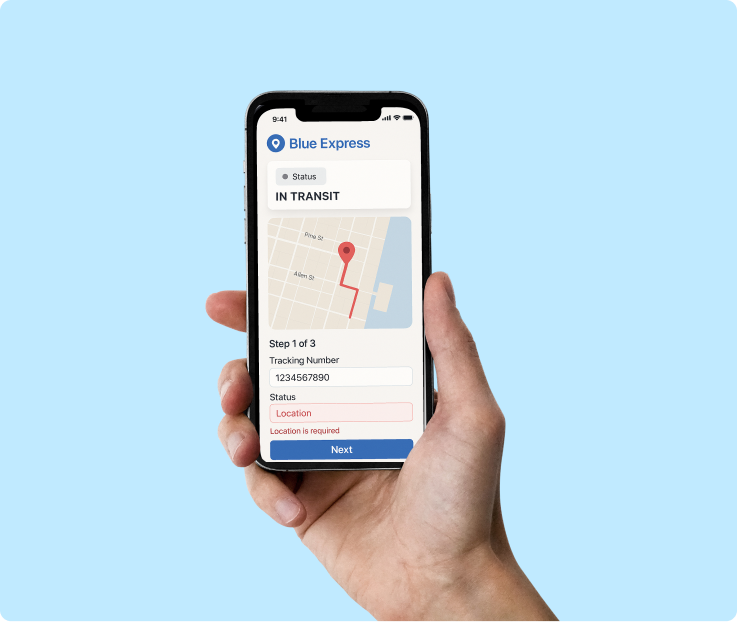 9:41
Blue Express
Status
IN TRANSIT
Pine St
Allen St
Step 1 of 3
Tracking Number
1234567890
Status
Location
Location is required
Next